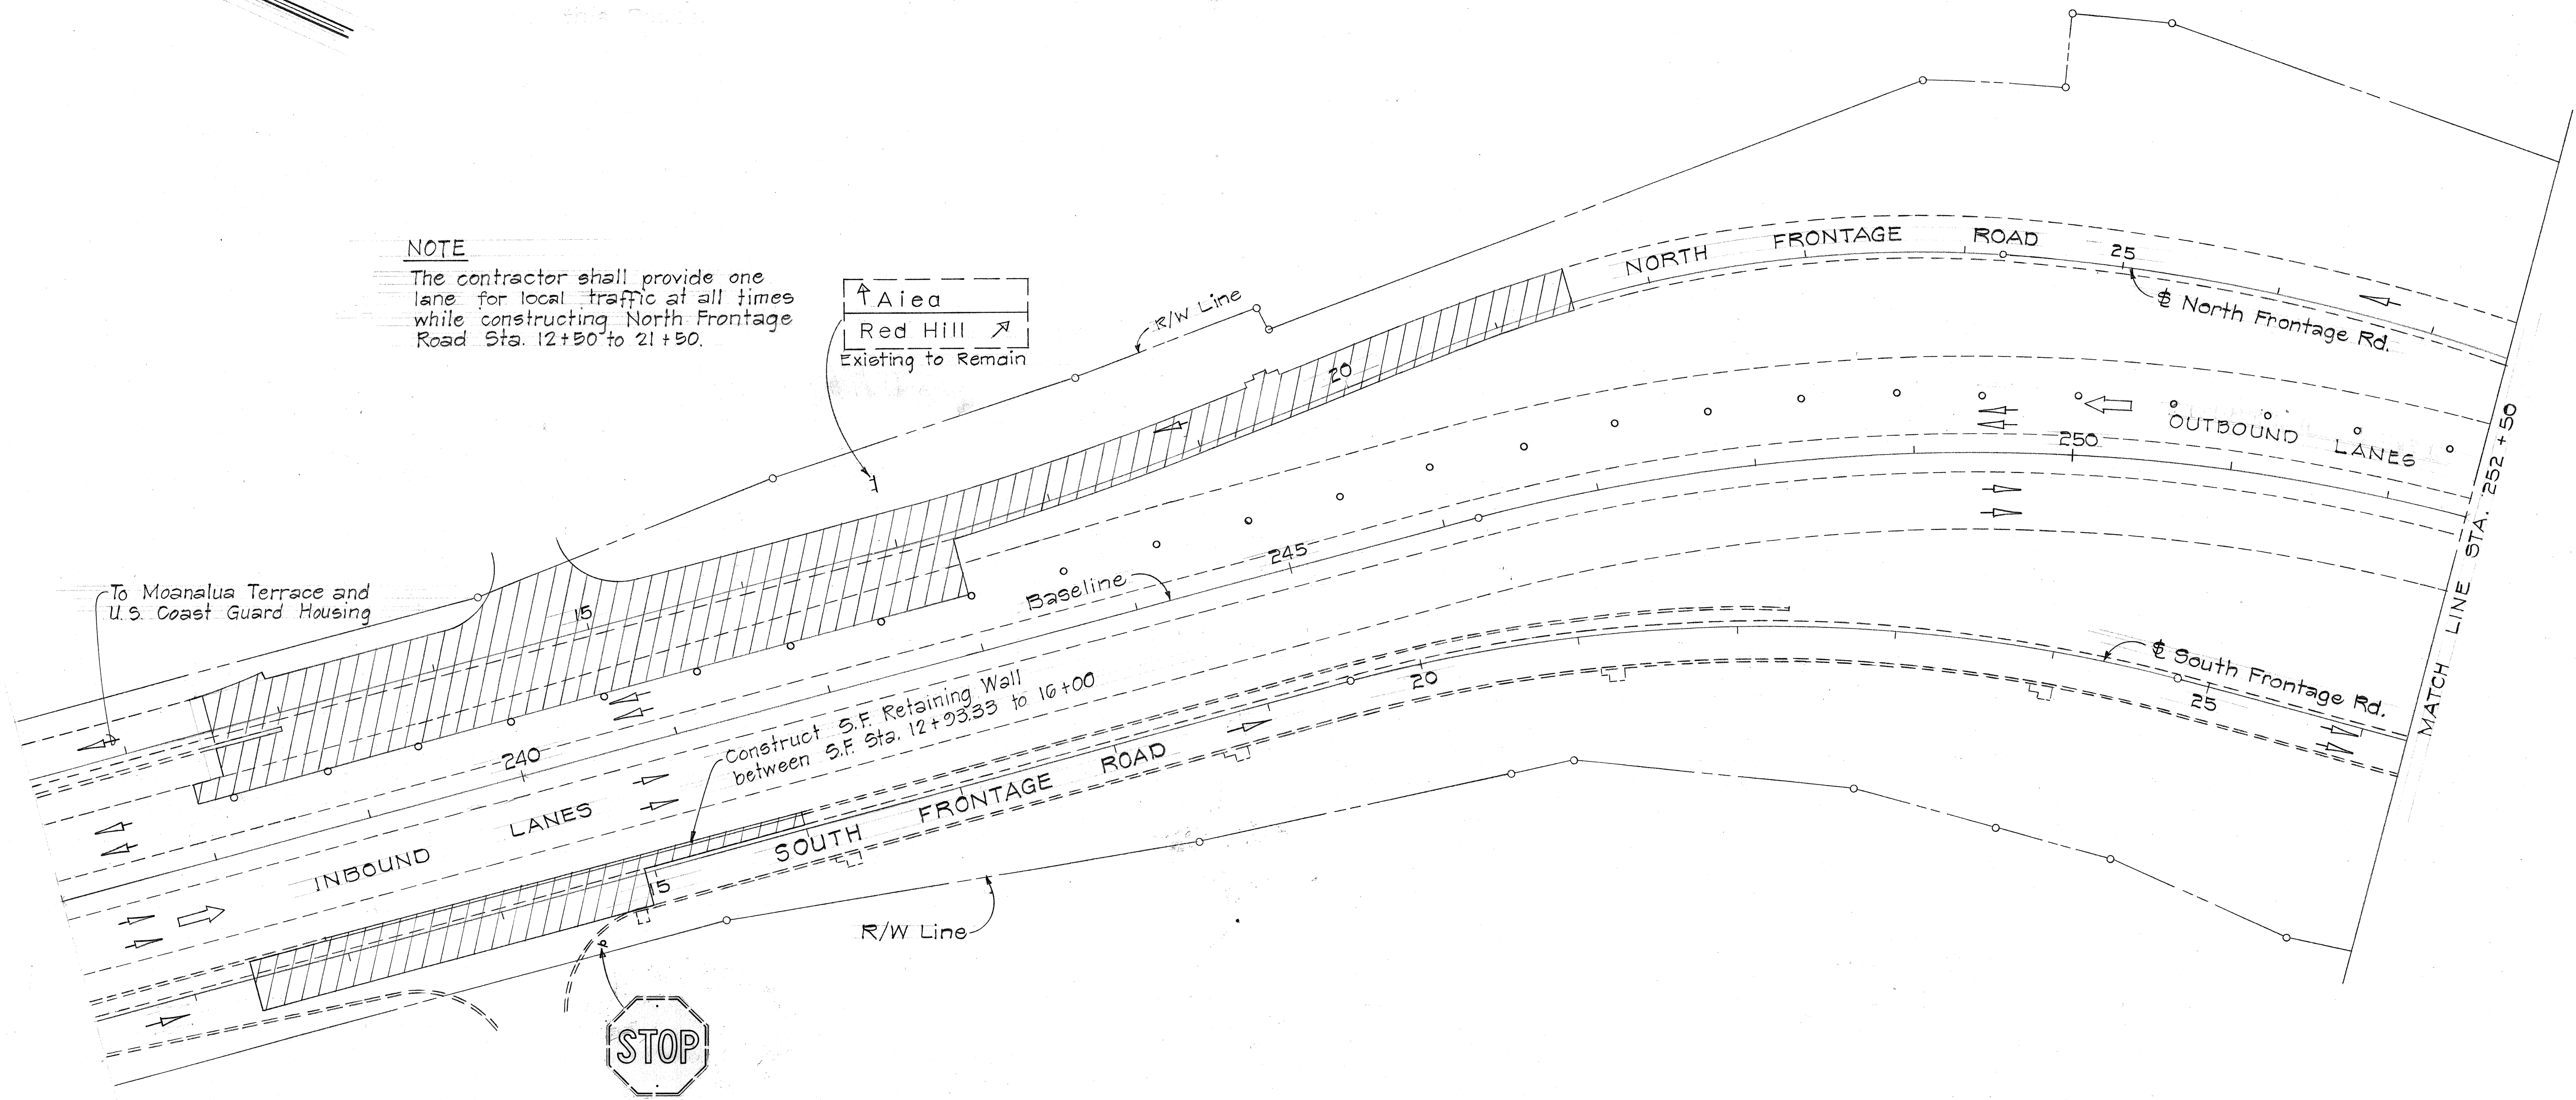 NOTE
The contractor shall provide one
lane for local traffic at all times
while constructing North Frontage
Road Sta. 12+50 to 21+50.
Aiea
Red Hill
Existing to Remain
R/W Line
NORTH FRONTAGE ROAD
25
℄ North Frontage Rd.
20
OUTBOUND LANES
250
MATCH LINE STA. 252+50
To Moanalua Terrace and
U.S. Coast Guard Housing
15
Baseline
245
240
Construct S.F. Retaining Wall
between S.F. Sta. 12+93.33 to 16+00
INBOUND LANES
SOUTH FRONTAGE ROAD
15
20
25
℄ South Frontage Rd.
R/W Line
STOP